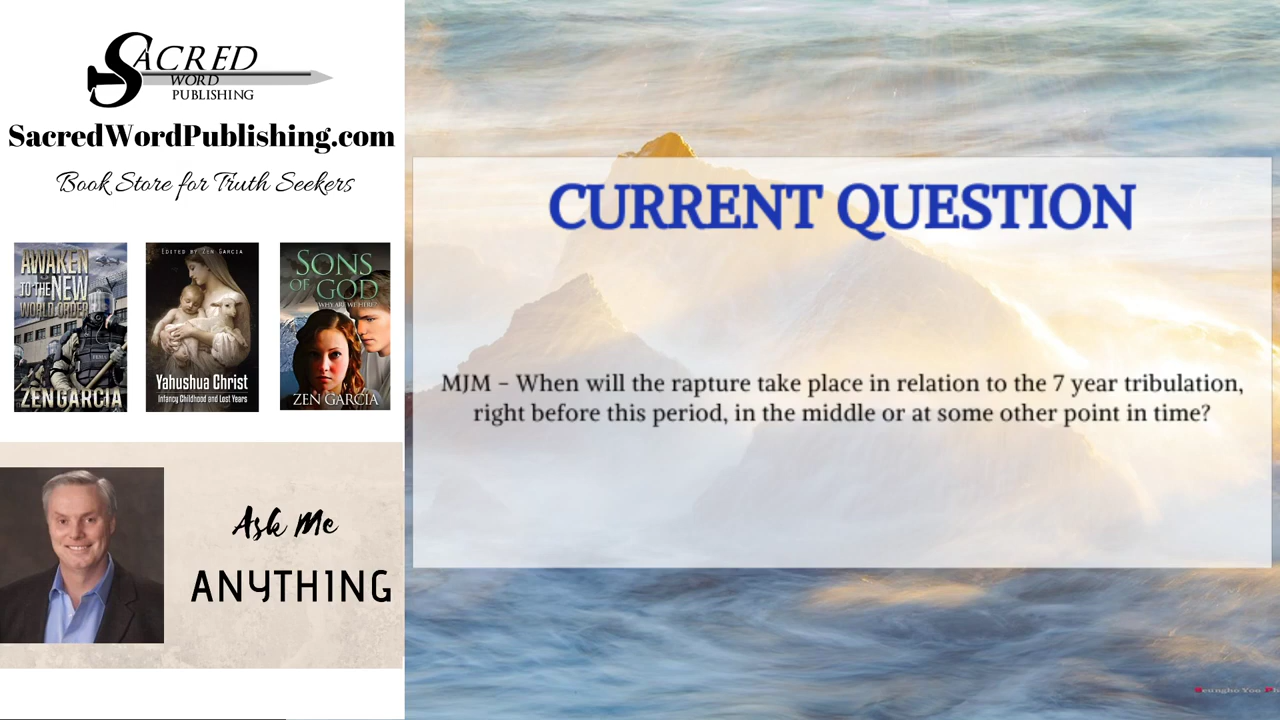 SACRED
WORD
PUBLISHING
SacredWordPublishing.com
Book Store for Truth Seekers
AWAKEN
TO THE NEW
WORLD ORDER
ZEN GARCIA
EDITED BY ZEN GARCIA
Yahushua Christ
Infancy Childhood and Lost Years
SONS
OF GOD
WHY ARE WE HERE?
ZEN GARCIA
Ask Me
ANYTHING
CURRENT QUESTION
MJM – When will the rapture take place in relation to the 7 year tribulation,
right before this period, in the middle or at some other point in time?